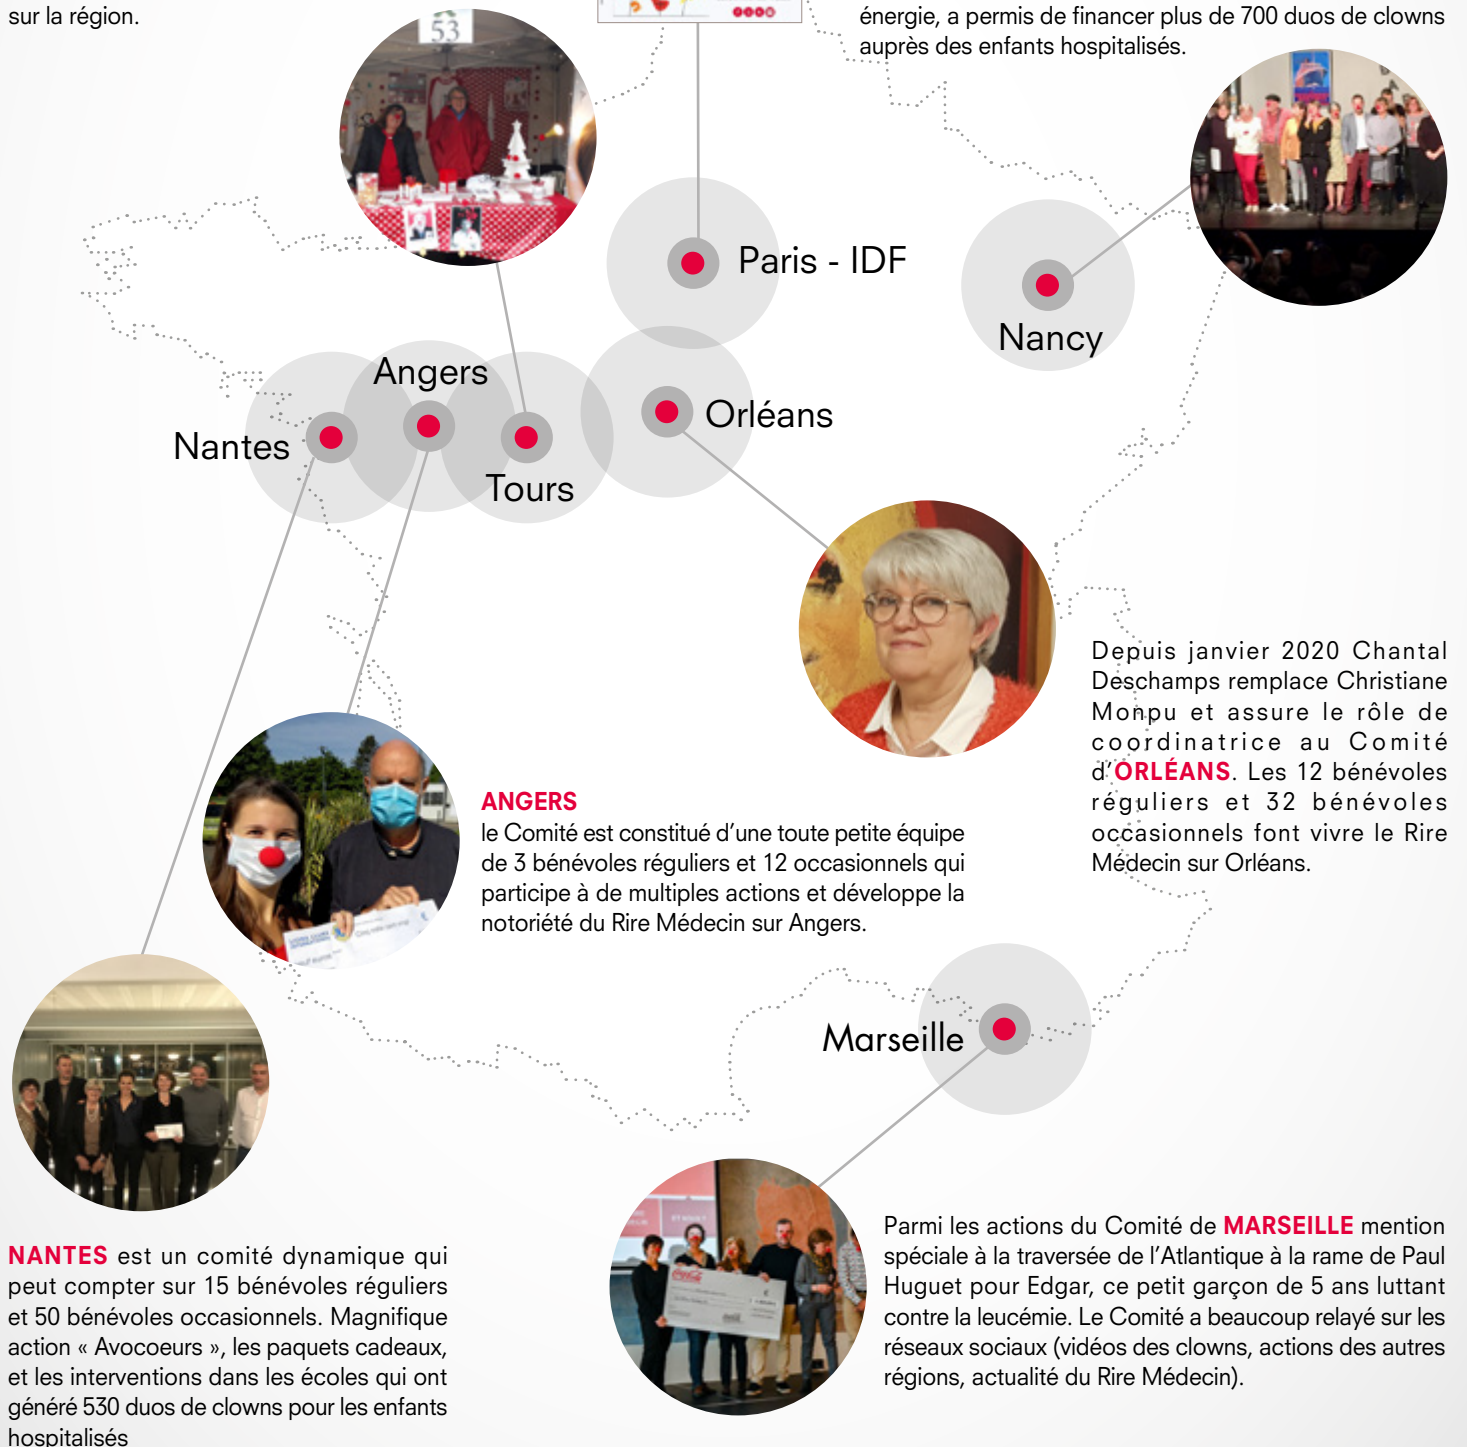 sur la région.
énergie, a permis de financer plus de 700 duos de clowns
auprès des enfants hospitalisés.
53
Paris - IDF
Nancy
Angers
Nantes
Orléans
Tours
Depuis janvier 2020 Chantal
Deschamps remplace Christiane
Monpu et assure le rôle de
coordinatrice au Comité
d'ORLÉANS. Les 12 bénévoles
réguliers et 32 bénévoles
occasionnels font vivre le Rire
Médecin sur Orléans.
ANGERS
le Comité est constitué d'une toute petite équipe
de 3 bénévoles réguliers et 12 occasionnels qui
participe à de multiples actions et développe la
notoriété du Rire Médecin sur Angers.
Marseille
NANTES est un comité dynamique qui
peut compter sur 15 bénévoles réguliers
et 50 bénévoles occasionnels. Magnifique
action « Avocoeurs », les paquets cadeaux,
et les interventions dans les écoles qui ont
généré 530 duos de clowns pour les enfants
hospitalisés
Parmi les actions du Comité de MARSEILLE mention
spéciale à la traversée de l'Atlantique à la rame de Paul
Huguet pour Edgar, ce petit garçon de 5 ans luttant
contre la leucémie. Le Comité a beaucoup relayé sur les
réseaux sociaux (vidéos des clowns, actions des autres
régions, actualité du Rire Médecin).